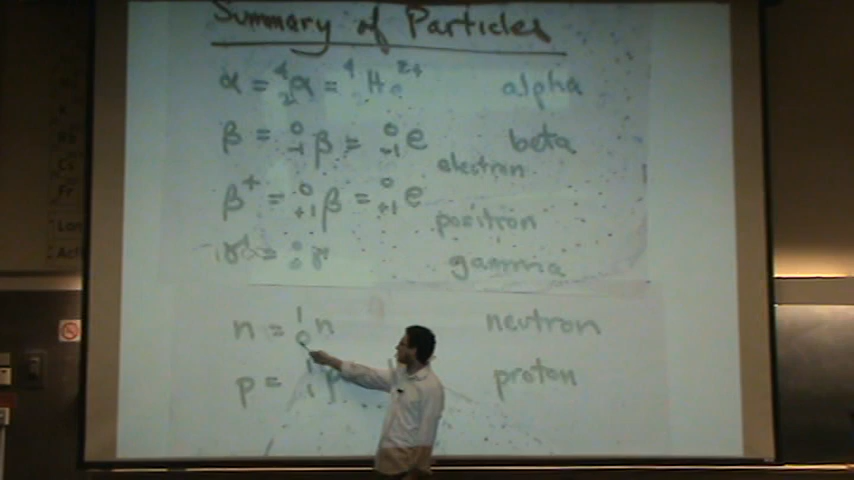 Summary of Particles
α = ⁴₂α = ⁴He²⁺ alpha
β = ⁰₋₁β = ⁰₋₁e beta
electron
β⁺ = ⁰₊₁β = ⁰₊₁e
positron
γ = ⁰₀γ gamma
n = ¹₀n neutron
p = ¹₁p proton